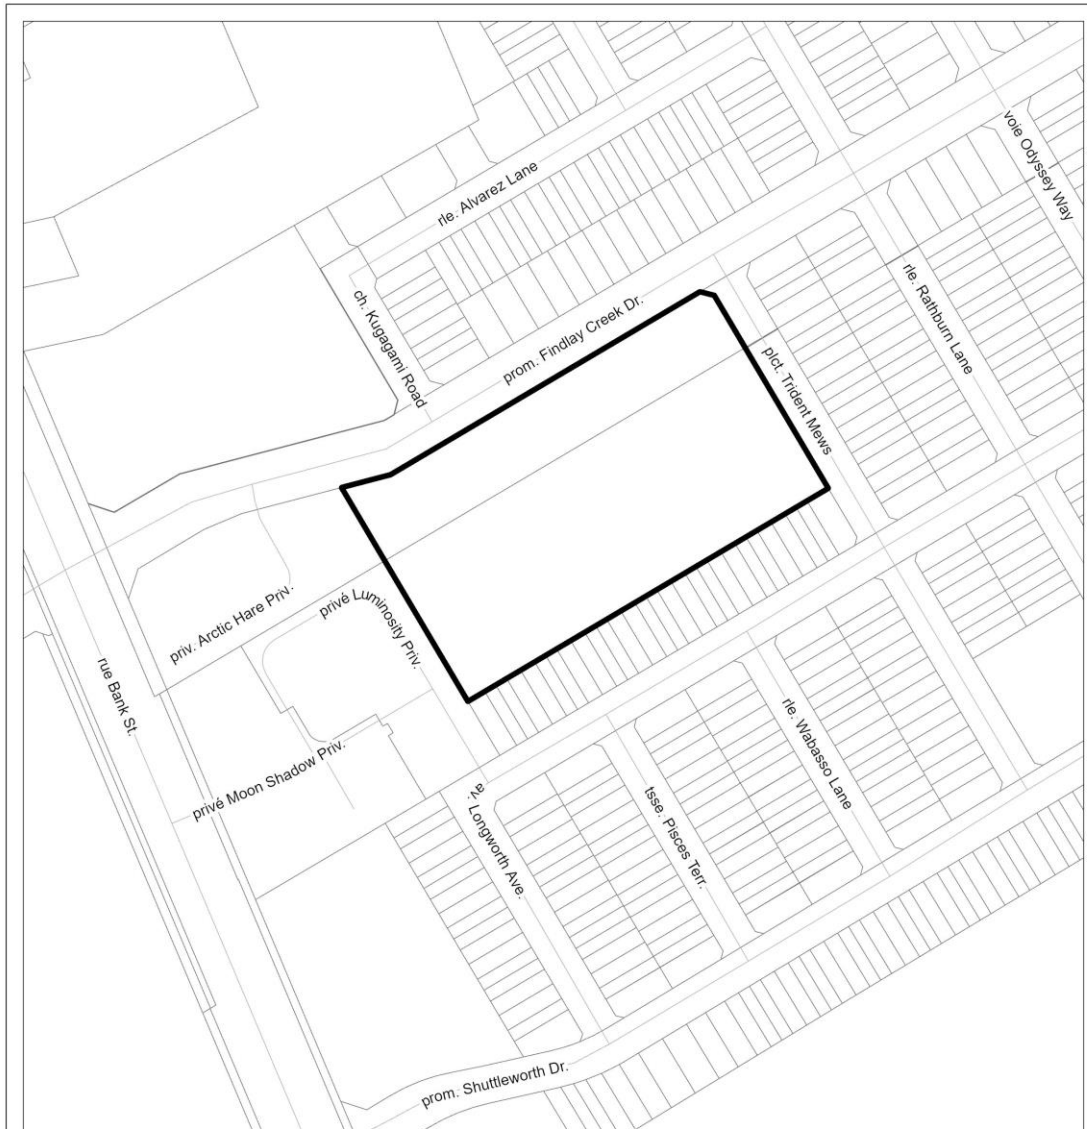 voie Odyssey Way
rle. Alvarez Lane
rle. Rathburn Lane
ch. Kugagami Road
prom. Findlay Creek Dr.
plct. Trident Mews
priv. Arctic Hare Priv.
privé Luminosity Priv.
rue Bank St.
privé Moon Shadow Priv.
rle. Wabasso Lane
av. Longworth Ave.
tsse. Pisces Terr.
prom. Shuttleworth Dr.